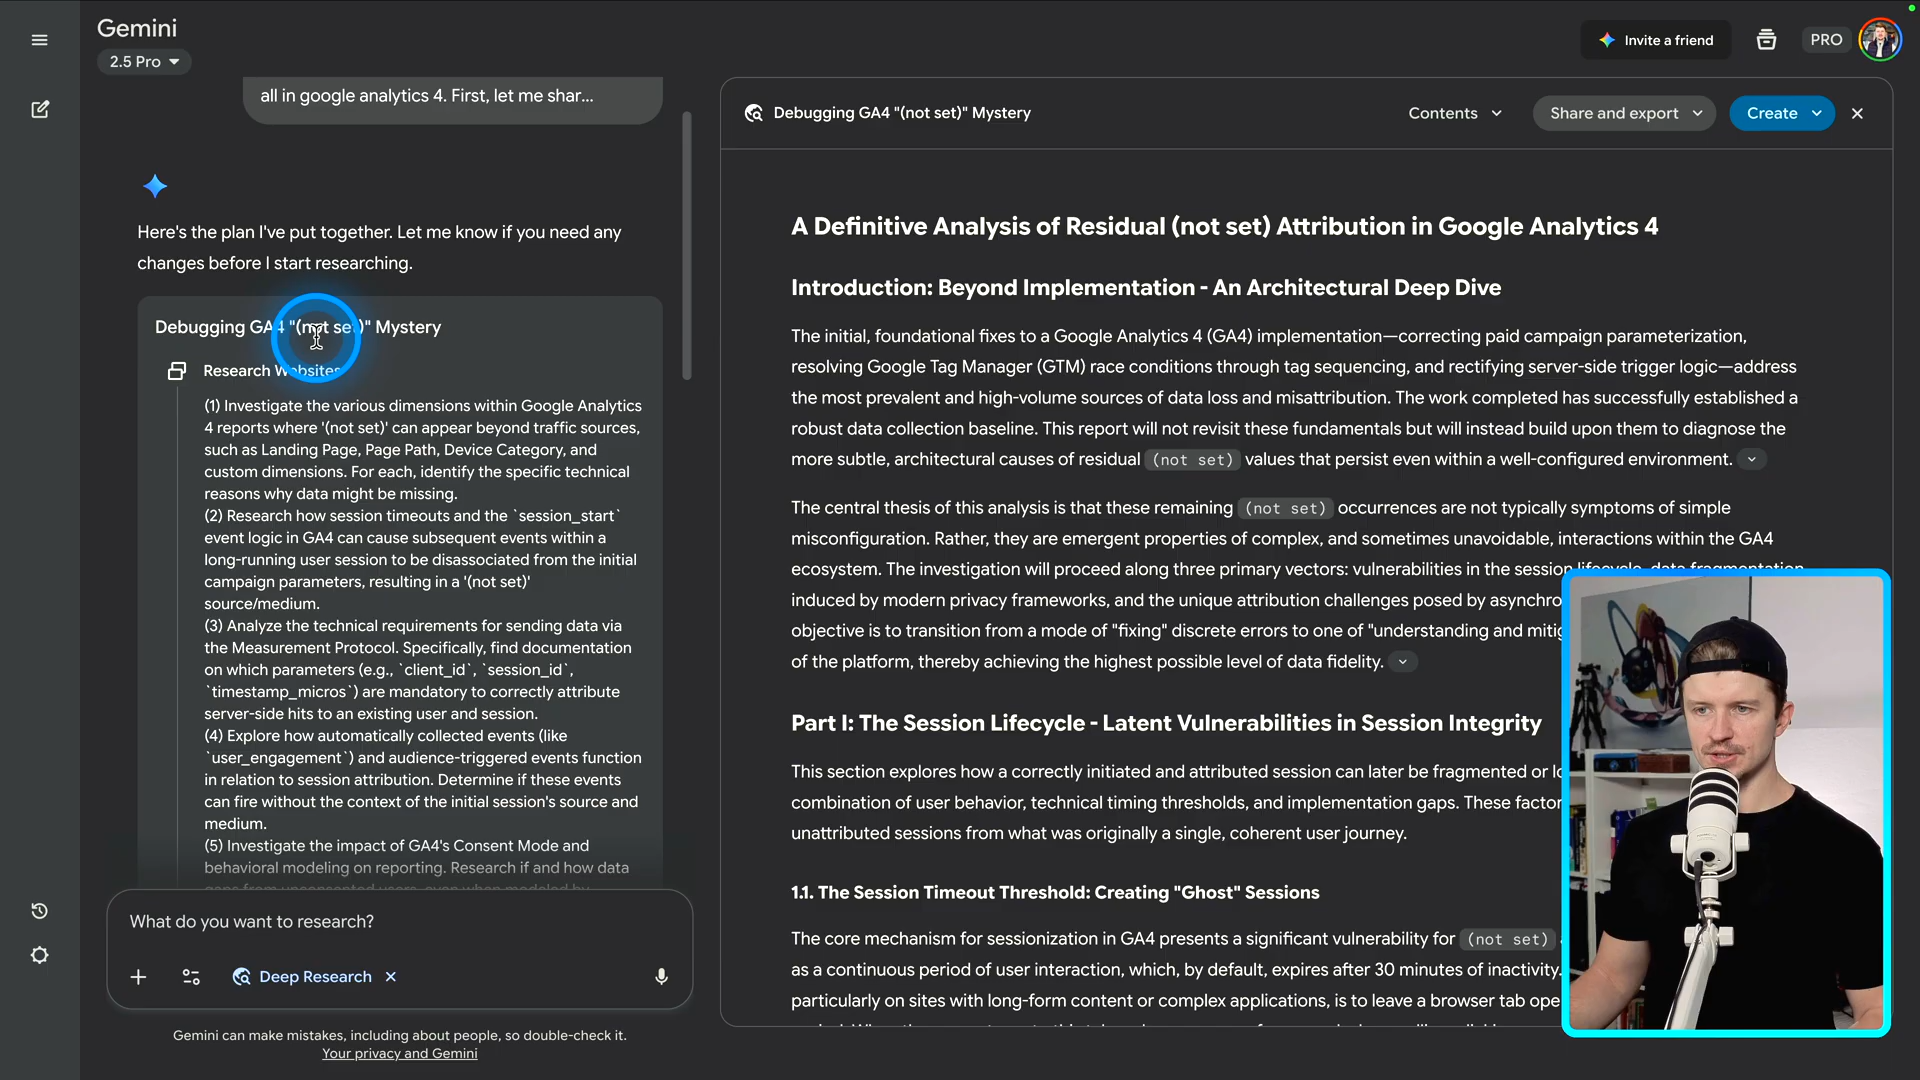 Gemini
2.5 Pro
Invite a friend
PRO
all in google analytics 4. First, let me shar...
Here's the plan I've put together. Let me know if you need any
changes before I start researching.
Debugging GA4 "(not set)" Mystery
Research Websites
(1) Investigate the various dimensions within Google Analytics
4 reports where '(not set)' can appear beyond traffic sources,
such as Landing Page, Page Path, Device Category, and
custom dimensions. For each, identify the specific technical
reasons why data might be missing.
(2) Research how session timeouts and the `session_start`
event logic in GA4 can cause subsequent events within a
long-running user session to be disassociated from the initial
campaign parameters, resulting in a '(not set)'
source/medium.
(3) Analyze the technical requirements for sending data via
the Measurement Protocol. Specifically, find documentation
on which parameters (e.g., `client_id`, `session_id`,
`timestamp_micros`) are mandatory to correctly attribute
server-side hits to an existing user and session.
(4) Explore how automatically collected events (like
`user_engagement`) and audience-triggered events function
in relation to session attribution. Determine if these events
can fire without the context of the initial session's source and
medium.
(5) Investigate the impact of GA4's Consent Mode and
behavioral modeling on reporting. Research if and how data
What do you want to research?
Deep Research
Gemini can make mistakes, including about people, so double-check it.
Your privacy and Gemini
Debugging GA4 "(not set)" Mystery
Contents
Share and export
Create
A Definitive Analysis of Residual (not set) Attribution in Google Analytics 4
Introduction: Beyond Implementation - An Architectural Deep Dive
The initial, foundational fixes to a Google Analytics 4 (GA4) implementation—correcting paid campaign parameterization,
resolving Google Tag Manager (GTM) race conditions through tag sequencing, and rectifying server-side trigger logic—address
the most prevalent and high-volume sources of data loss and misattribution. The work completed has successfully established a
robust data collection baseline. This report will not revisit these fundamentals but will instead build upon them to diagnose the
more subtle, architectural causes of residual (not set) values that persist even within a well-configured environment.
The central thesis of this analysis is that these remaining (not set) occurrences are not typically symptoms of simple
misconfiguration. Rather, they are emergent properties of complex, and sometimes unavoidable, interactions within the GA4
ecosystem. The investigation will proceed along three primary vectors: vulnerabilities in the session lifecycle, data fragmentation
induced by modern privacy frameworks, and the unique attribution challenges posed by asynchro
objective is to transition from a mode of "fixing" discrete errors to one of "understanding and mitig
of the platform, thereby achieving the highest possible level of data fidelity.
Part I: The Session Lifecycle - Latent Vulnerabilities in Session Integrity
This section explores how a correctly initiated and attributed session can later be fragmented or lo
combination of user behavior, technical timing thresholds, and implementation gaps. These factor
unattributed sessions from what was originally a single, coherent user journey.
1.1. The Session Timeout Threshold: Creating "Ghost" Sessions
The core mechanism for sessionization in GA4 presents a significant vulnerability for (not set)
as a continuous period of user interaction, which, by default, expires after 30 minutes of inactivity.
particularly on sites with long-form content or complex applications, is to leave a browser tab ope